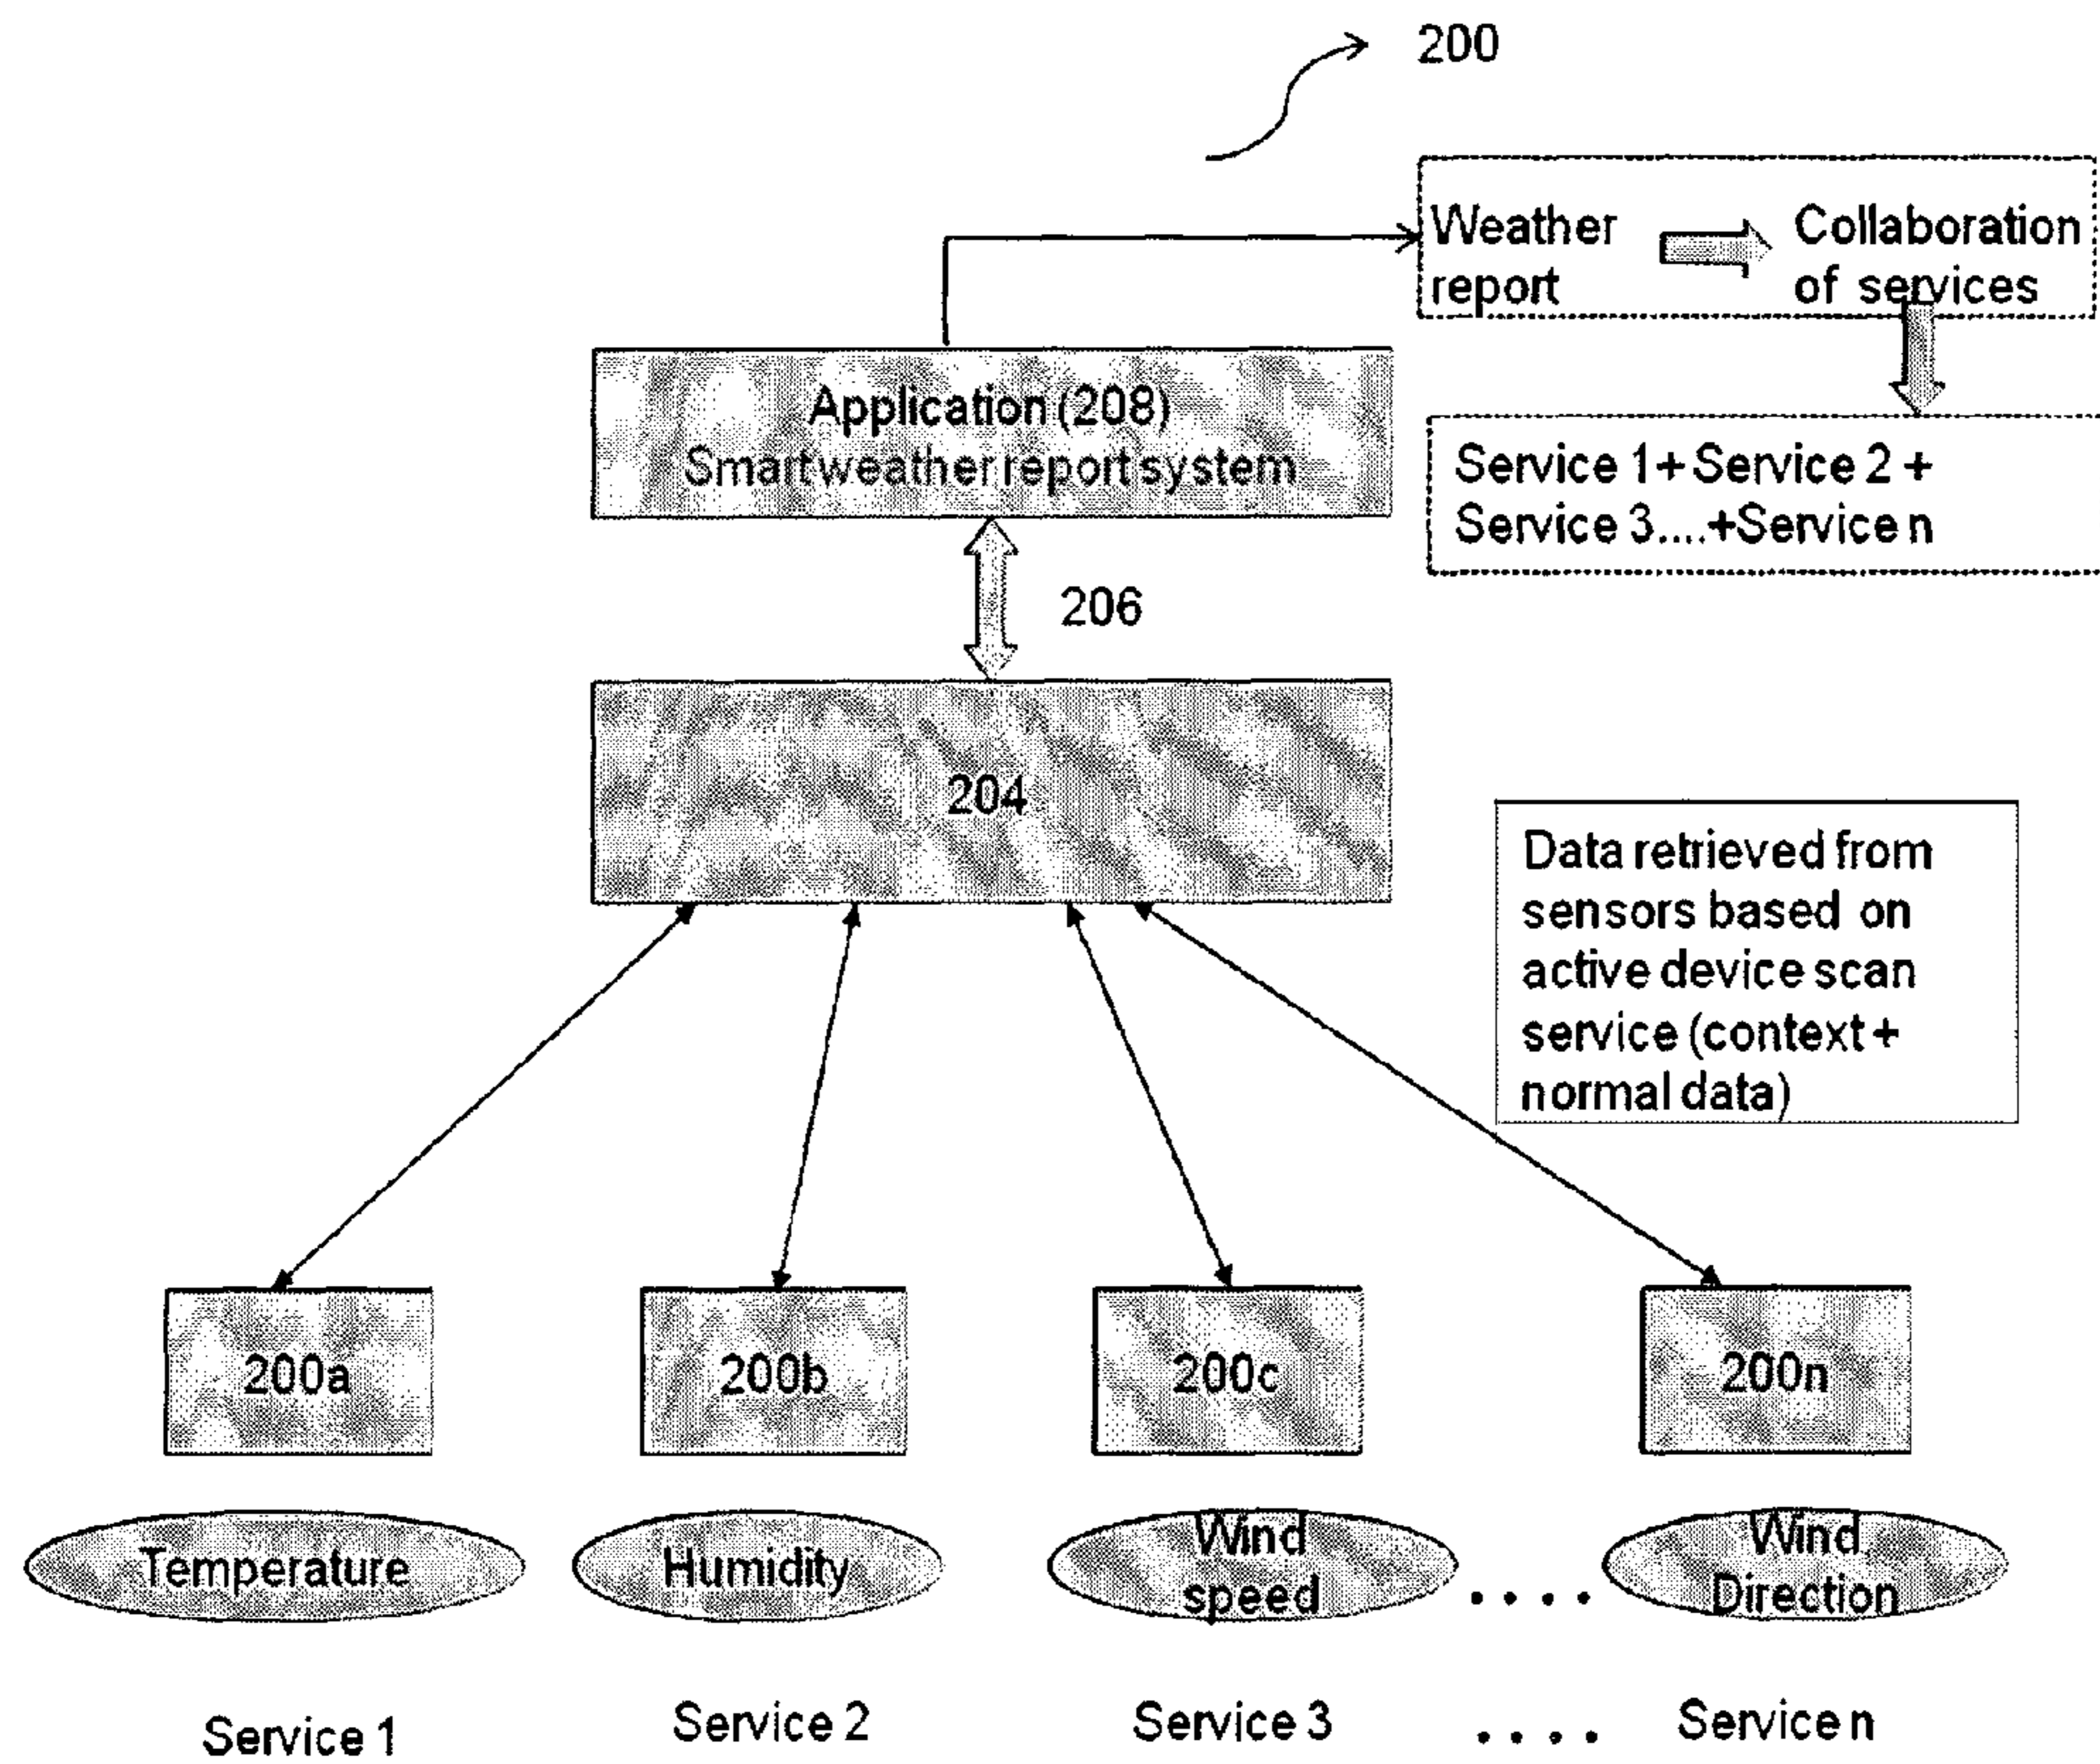 200
Weather
report
Collaboration
of services
Application (208)
Smart weather report system
Service 1+ Service 2 +
Service 3....+Service n
206
204
Data retrieved from
sensors based on
active device scan
service (context +
normal data)
200a
200b
200c
200n
Temperature
Humidity
Wind
speed
....
Wind
Direction
Service 1
Service 2
Service 3
....
Service n